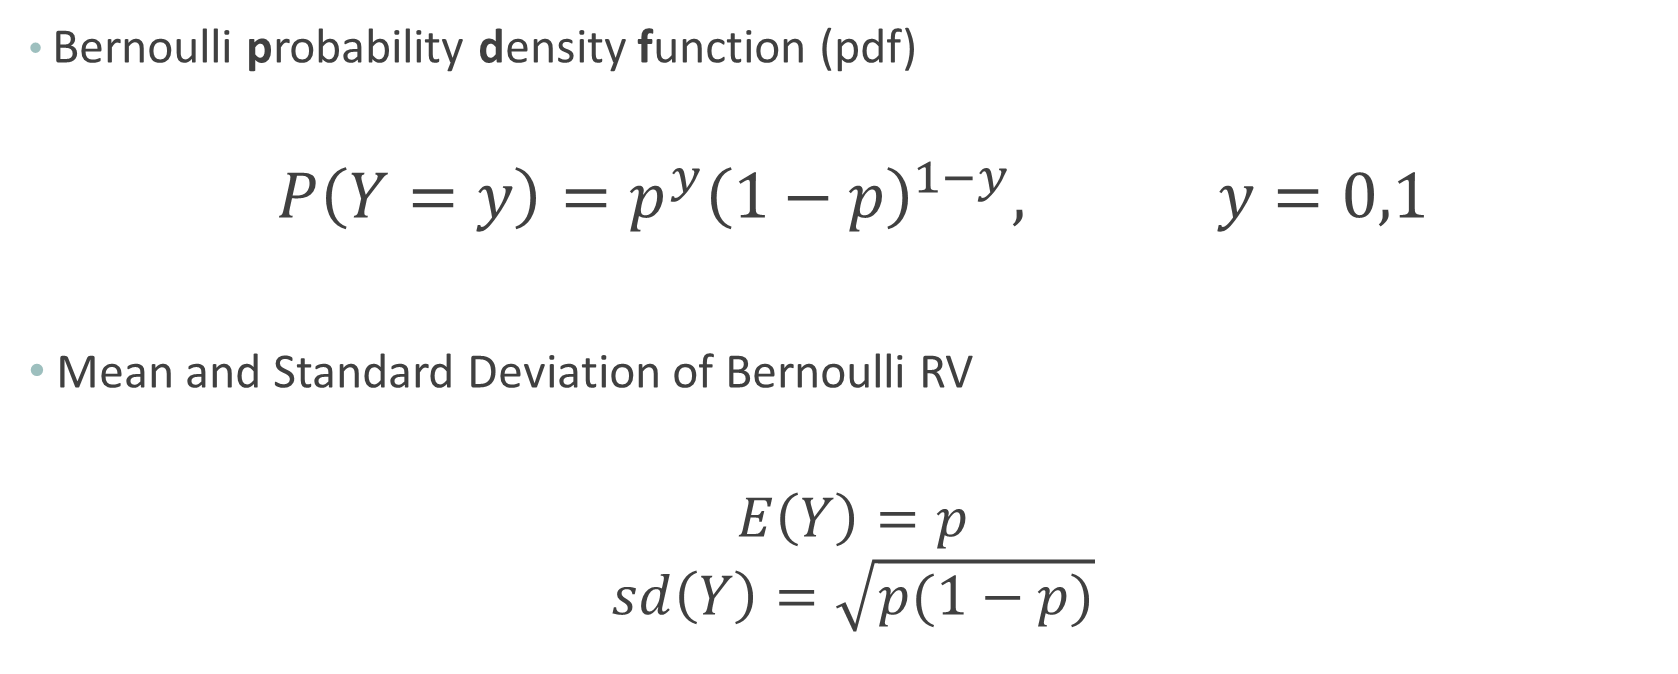 • Bernoulli probability density function (pdf)
P(Y = y) = p^y(1 − p)^{1−y},     y = 0,1
• Mean and Standard Deviation of Bernoulli RV
E(Y) = p
sd(Y) = √p(1 − p)